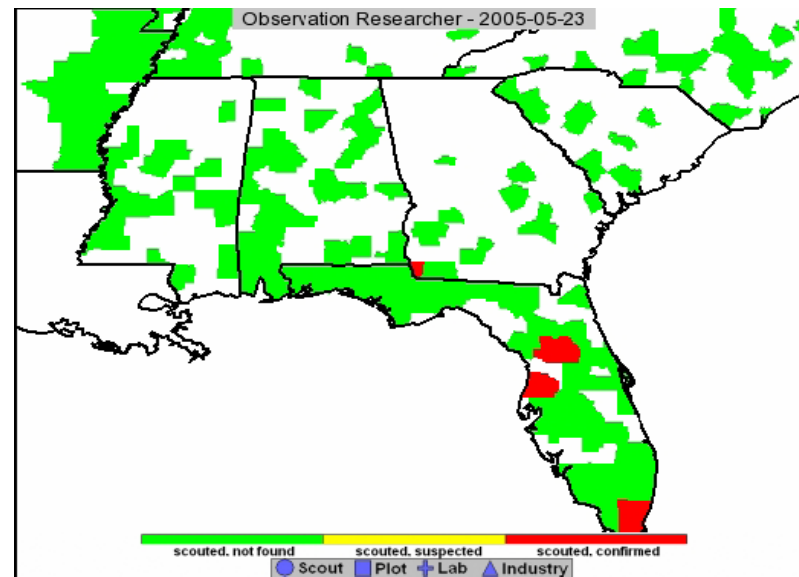 Observation Researcher - 2005-05-23
scouted, not found scouted, suspected scouted, confirmed
Scout Plot Lab Industry